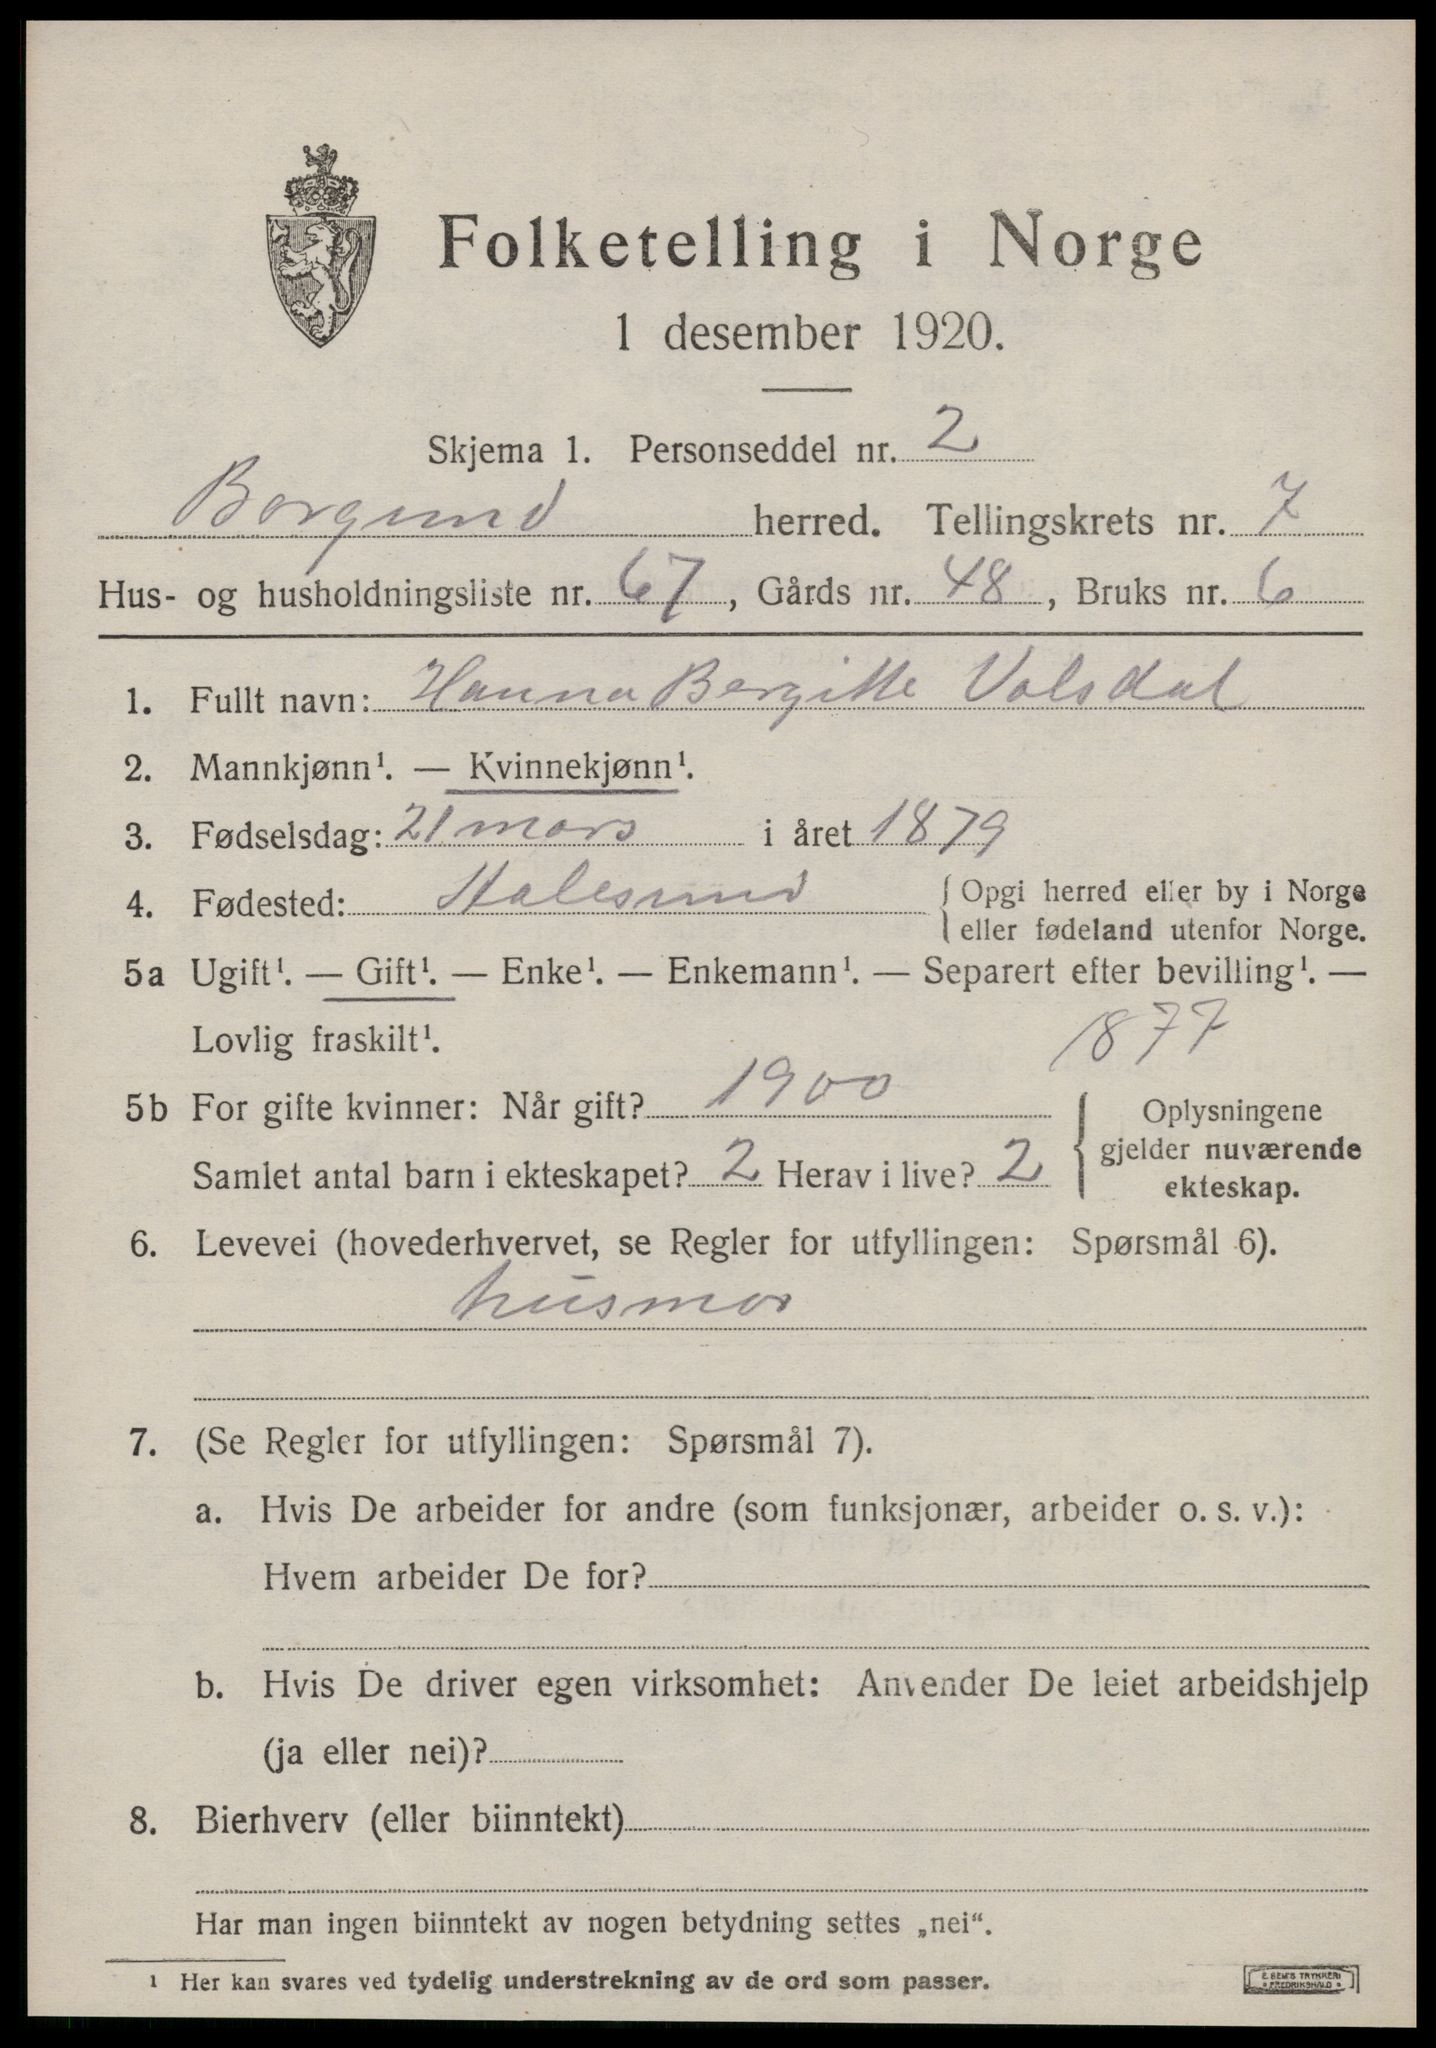 Folketelling i Norge
1 desember 1920.
Skjema 1. Personseddel nr. 2
Borgund herred. Tellingskrets nr. 7
Hus- og husholdningsliste nr. 67, Gårds nr. 48, Bruks nr. 6
1. Fullt navn: Hanna Bergitte Volsdal
2. Mannkjønn¹. — Kvinnekjønn¹.
3. Fødselsdag: 21 mars i året 1879
4. Fødested: Aalesund { Opgi herred eller by i Norge
eller fødeland utenfor Norge.
5a Ugift¹. — Gift¹. — Enke¹. — Enkemann¹. — Separert efter bevilling¹. —
Lovlig fraskilt¹. 1877
5b For gifte kvinner: Når gift? 1900 { Oplysningene
gjelder nuværende
ekteskap.
Samlet antal barn i ekteskapet? 2 Herav i live? 2
6. Levevei (hovederhvervet, se Regler for utfyllingen: Spørsmål 6).
husmor
7. (Se Regler for utfyllingen: Spørsmål 7).
a. Hvis De arbeider for andre (som funksjonær, arbeider o. s. v.):
Hvem arbeider De for?
b. Hvis De driver egen virksomhet: Anvender De leiet arbeidshjelp
(ja eller nei)?
8. Bierhverv (eller biinntekt)
Har man ingen biinntekt av nogen betydning settes „nei“.
¹ Her kan svares ved tydelig understrekning av de ord som passer.
E. SEM'S TRYKKERI
FREDRIKSHALD